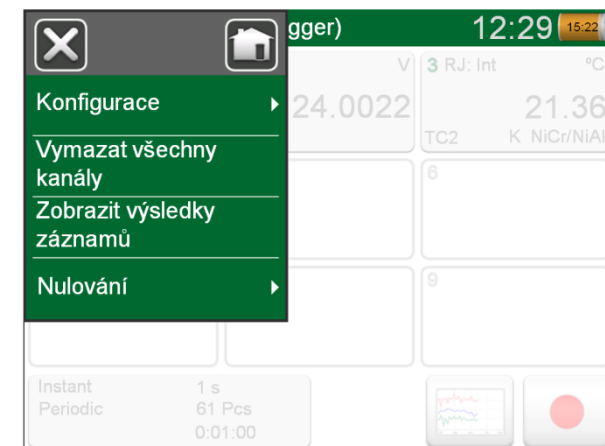 gger) 12:29 15:22
Konfigurace
Vymazat všechny
kanály
Zobrazit výsledky
záznamů
Nulování
V
24.0022
3 RJ: Int ºC
21.36
TC2 K NiCr/NiAl
6
9
Instant 1 s
Periodic 61 Pcs
0:01:00